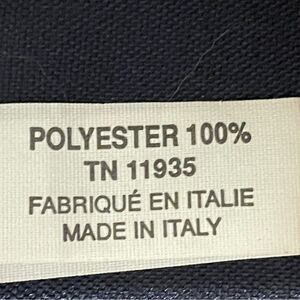 POLYESTER 100%
TN 11935
FABRIQUÉ EN ITALIE
MADE IN ITALY